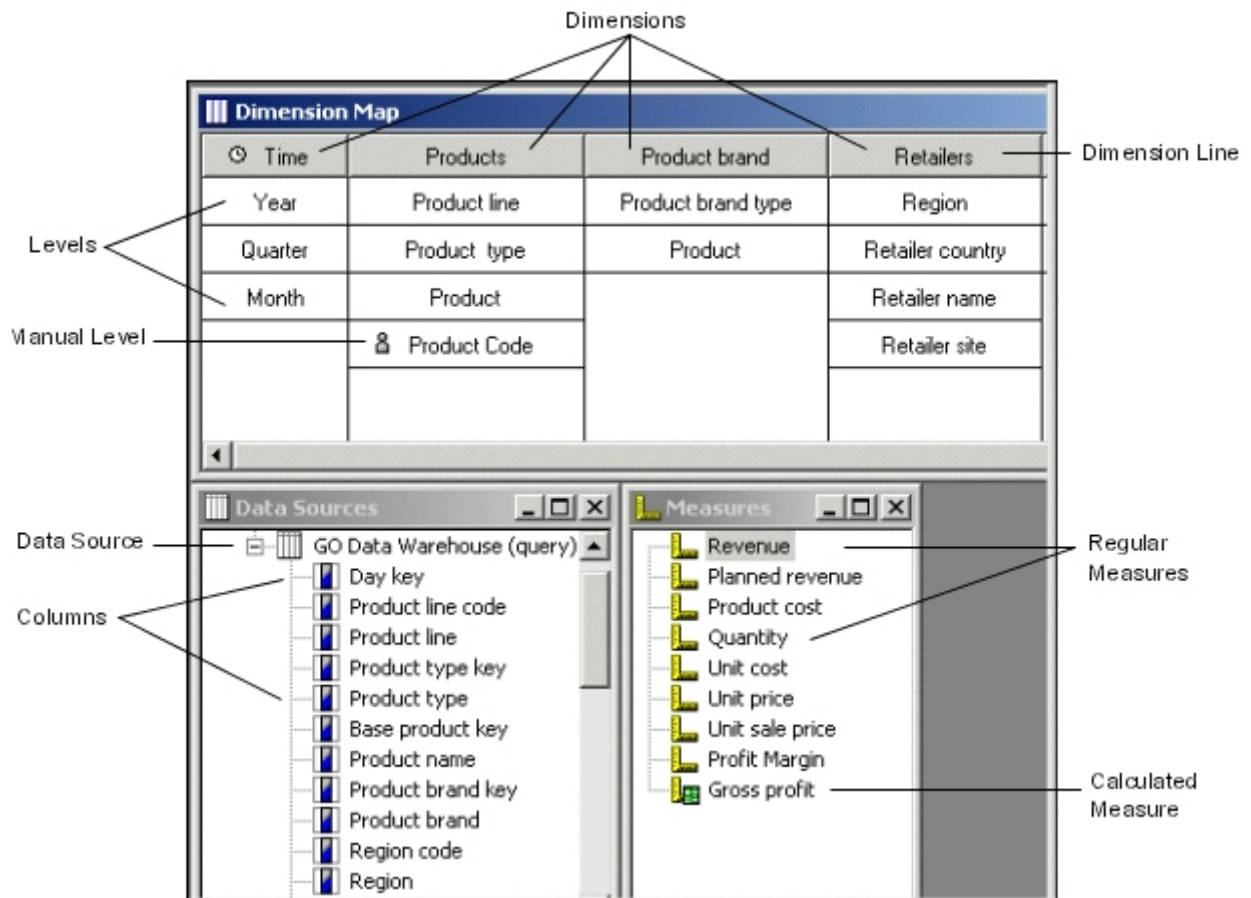 Dimensions
Dimension Map
Time Products Product brand Retailers Dimension Line
Year Product line Product brand type Region
Levels
Quarter Product type Product Retailer country
Month Product Retailer name
Manual Level
Product Code Retailer site
Data Sources Measures
Data Source
GO Data Warehouse (query)
Day key
Product line code
Product line
Product type key
Product type
Base product key
Product name
Product brand key
Product brand
Region code
Region
Columns
Revenue
Planned revenue
Product cost
Quantity
Unit cost
Unit price
Unit sale price
Profit Margin
Gross profit
Regular
Measures
Calculated
Measure